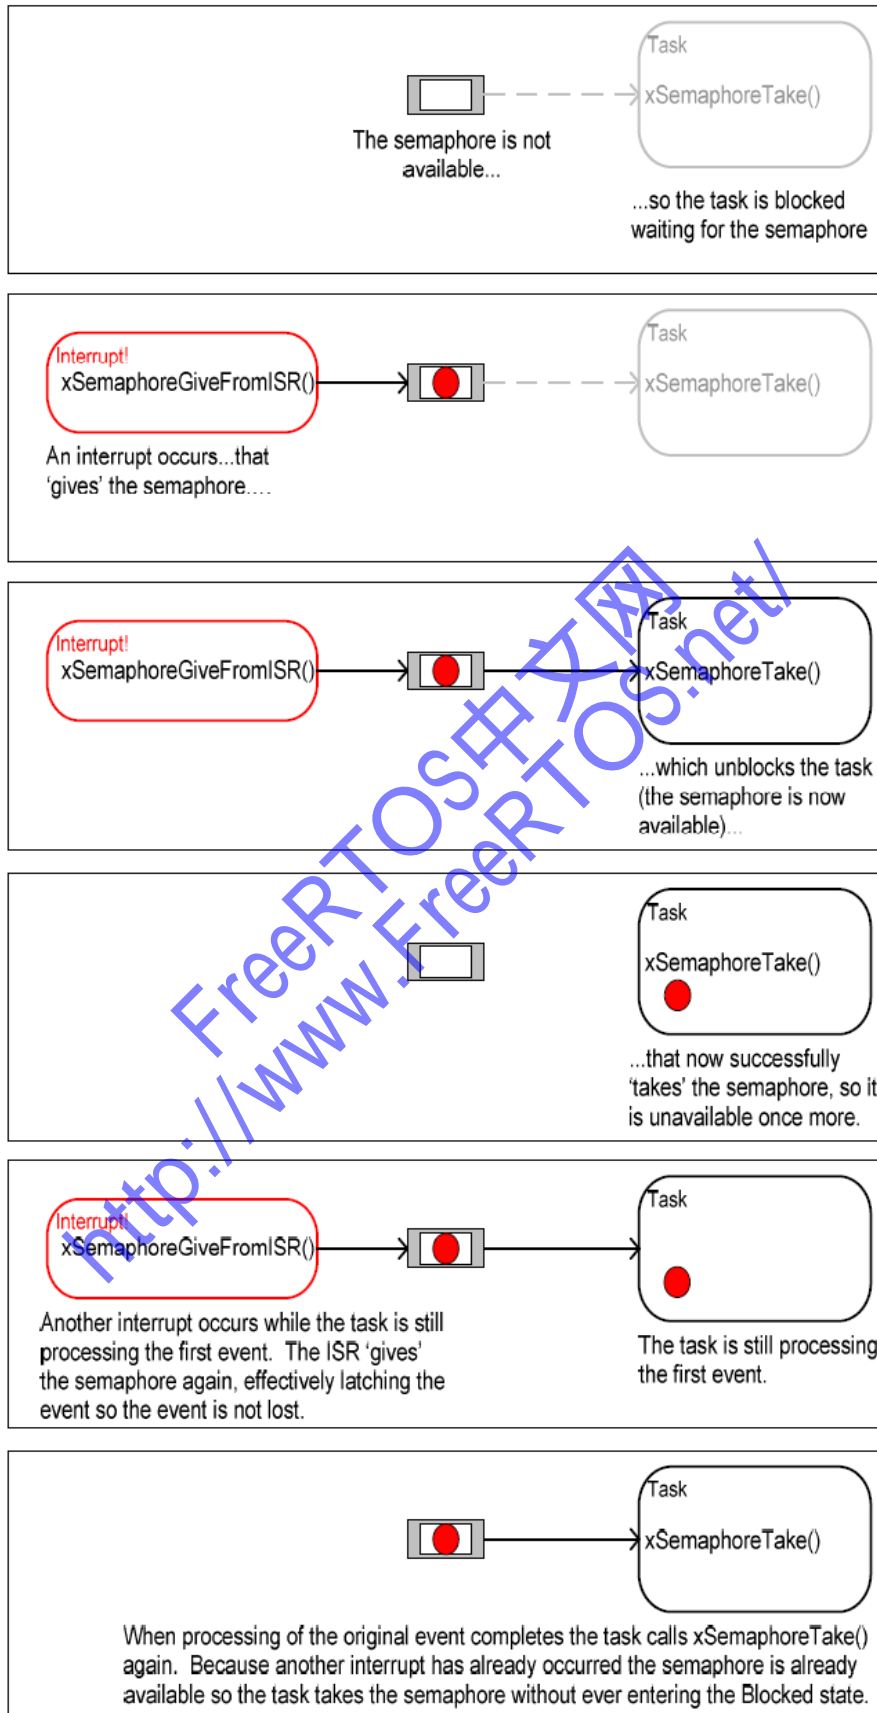 Task
xSemaphoreTake()
The semaphore is not
available...
...so the task is blocked
waiting for the semaphore
Interrupt!
xSemaphoreGiveFromISR()
Task
xSemaphoreTake()
An interrupt occurs...that
‘gives’ the semaphore....
Interrupt!
xSemaphoreGiveFromISR()
Task
xSemaphoreTake()
...which unblocks the task
(the semaphore is now
available)...
Task
xSemaphoreTake()
...that now successfully
‘takes’ the semaphore, so it
is unavailable once more.
Interrupt!
xSemaphoreGiveFromISR()
Task
Another interrupt occurs while the task is still
processing the first event. The ISR ‘gives’
the semaphore again, effectively latching the
event so the event is not lost.
The task is still processing
the first event.
Task
xSemaphoreTake()
When processing of the original event completes the task calls xSemaphoreTake()
again. Because another interrupt has already occurred the semaphore is already
available so the task takes the semaphore without ever entering the Blocked state.
FreeRTOS中文网
http://www.FreeRTOS.net/